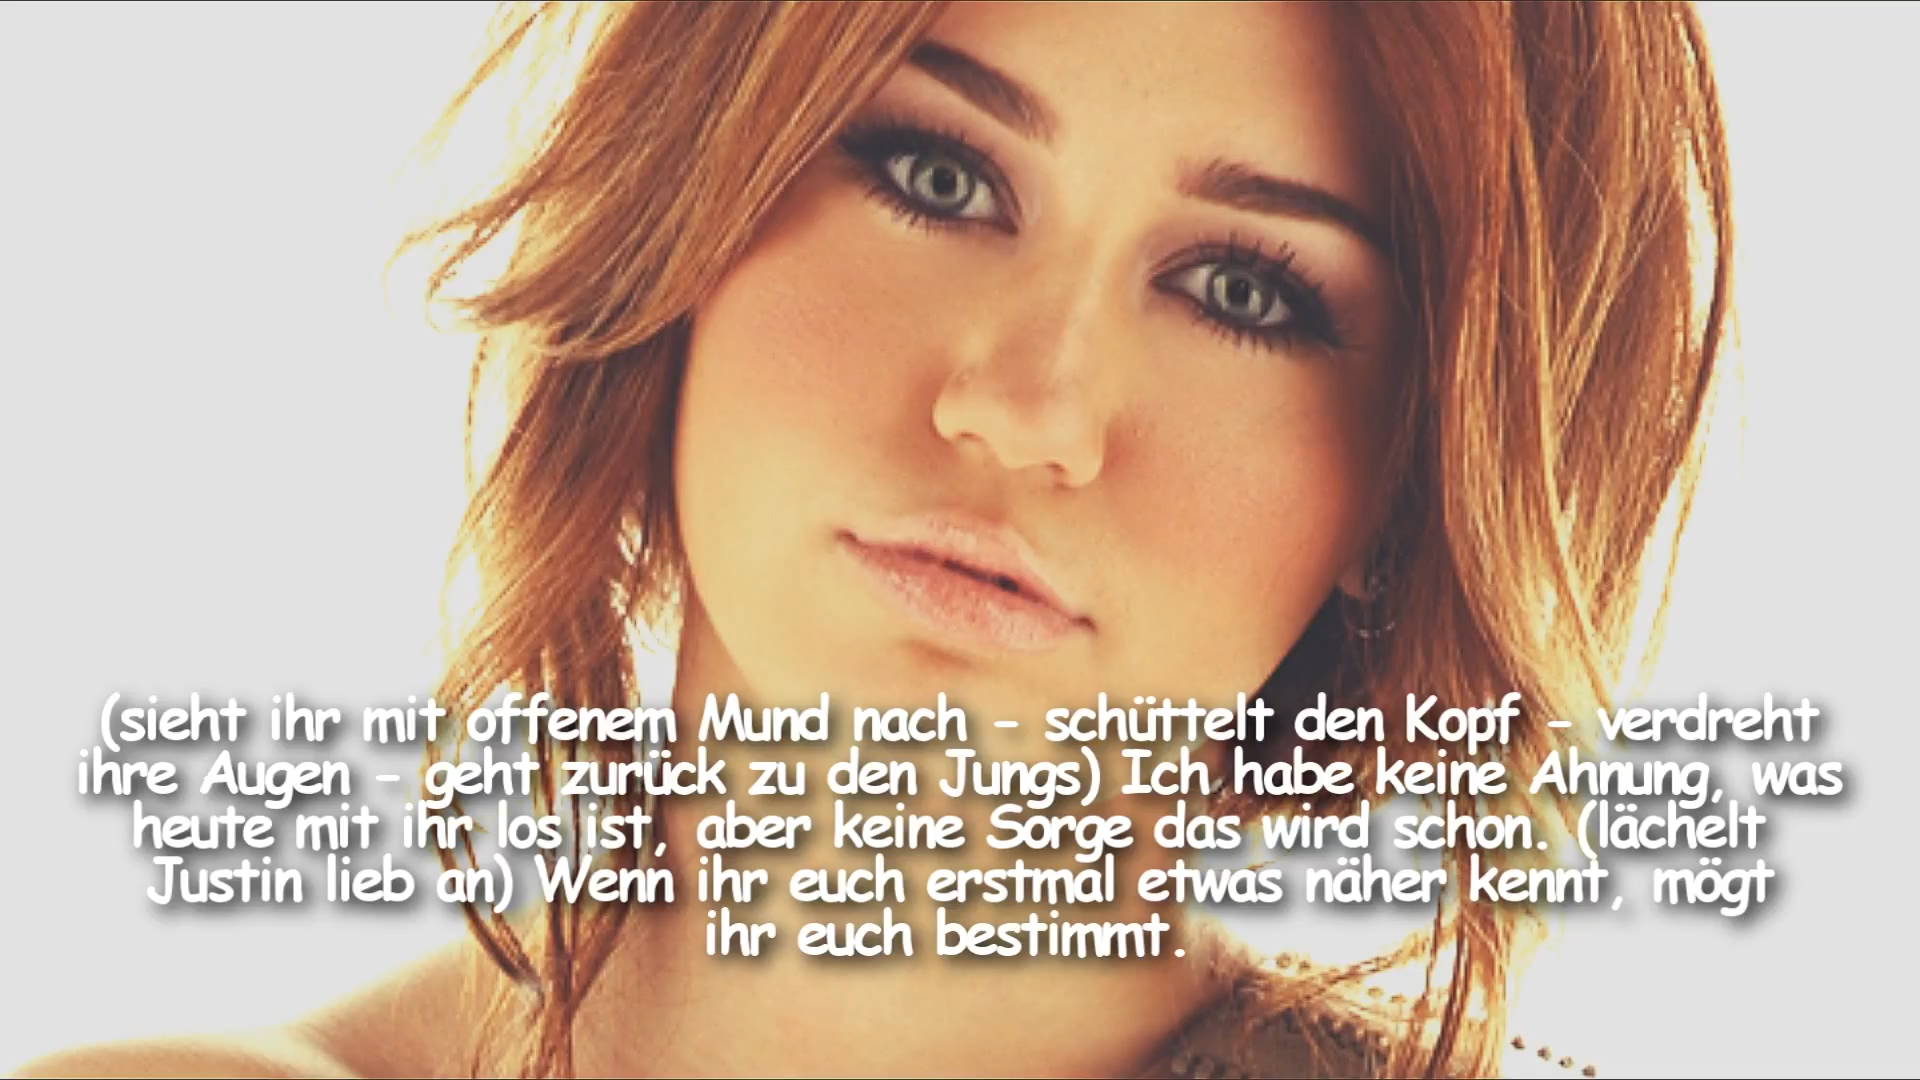 (sieht ihr mit offenem Mund nach - schüttelt den Kopf - verdreht
ihre Augen - geht zurück zu den Jungs) Ich habe keine Ahnung, was
heute mit ihr los ist, aber keine Sorge das wird schon. (lächelt
Justin lieb an) Wenn ihr euch erstmal etwas näher kennt, mögt
ihr euch bestimmt.